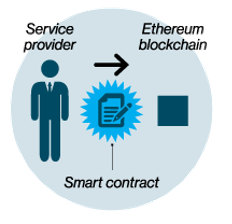 Service
provider
Ethereum
blockchain
Smart contract